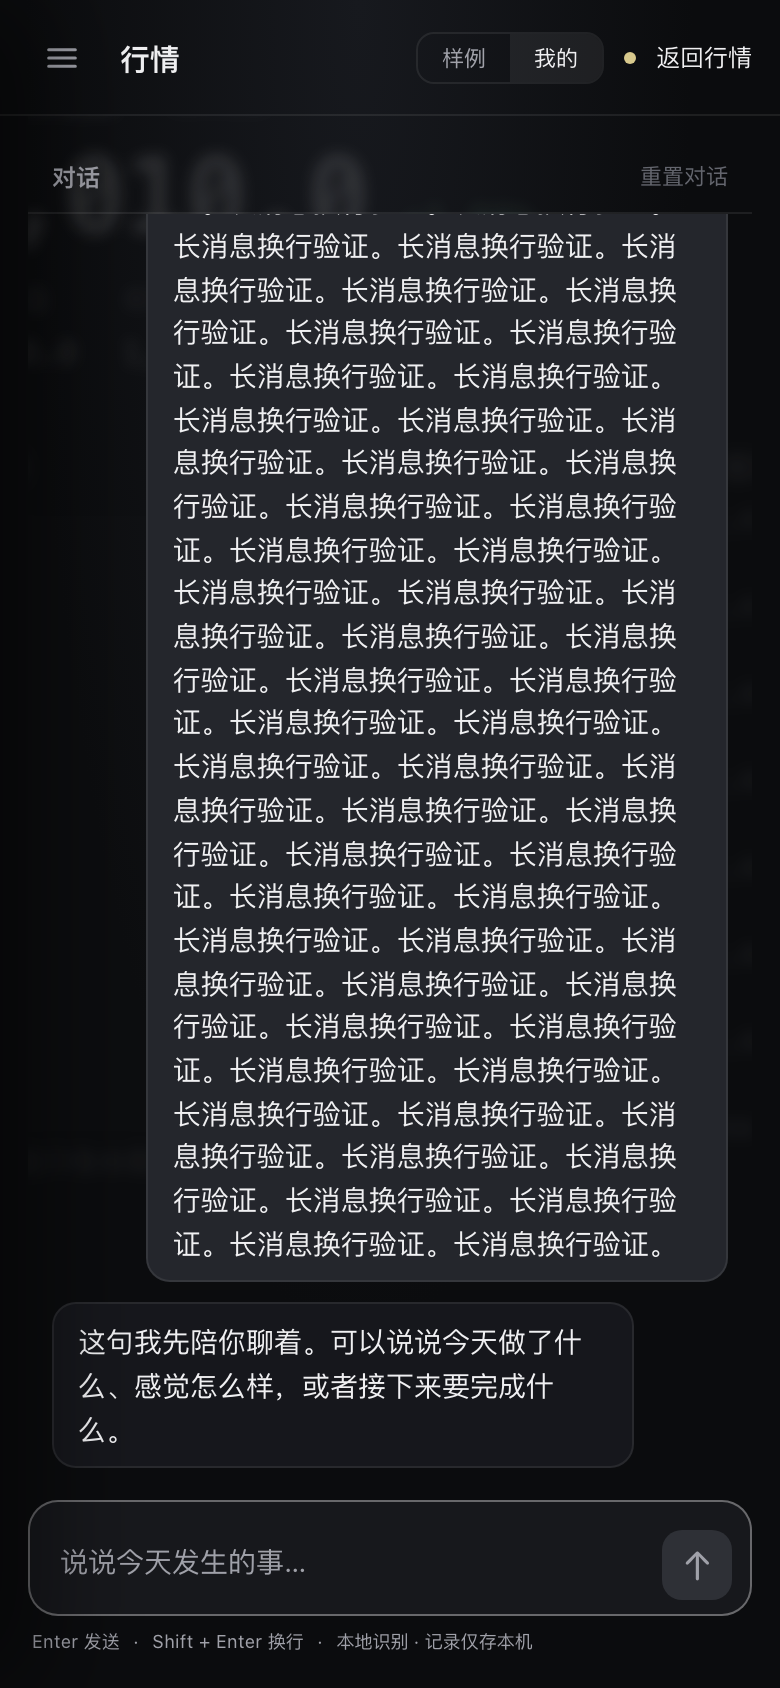 行情
样例
我的
返回行情
对话
重置对话
长消息换行验证。长消息换行验证。长消
息换行验证。长消息换行验证。长消息换
行验证。长消息换行验证。长消息换行验
证。长消息换行验证。长消息换行验证。
长消息换行验证。长消息换行验证。长消
息换行验证。长消息换行验证。长消息换
行验证。长消息换行验证。长消息换行验
证。长消息换行验证。长消息换行验证。
长消息换行验证。长消息换行验证。长消
息换行验证。长消息换行验证。长消息换
行验证。长消息换行验证。长消息换行验
证。长消息换行验证。长消息换行验证。
长消息换行验证。长消息换行验证。长消
息换行验证。长消息换行验证。长消息换
行验证。长消息换行验证。长消息换行验
证。长消息换行验证。长消息换行验证。
长消息换行验证。长消息换行验证。长消
息换行验证。长消息换行验证。长消息换
行验证。长消息换行验证。长消息换行验
证。长消息换行验证。长消息换行验证。
长消息换行验证。长消息换行验证。长消
息换行验证。长消息换行验证。长消息换
行验证。长消息换行验证。长消息换行验
证。长消息换行验证。长消息换行验证。
这句我先陪你聊着。可以说说今天做了什
么、感觉怎么样，或者接下来要完成什
么。
说说今天发生的事...
Enter 发送 · Shift + Enter 换行 · 本地识别 · 记录仅存本机